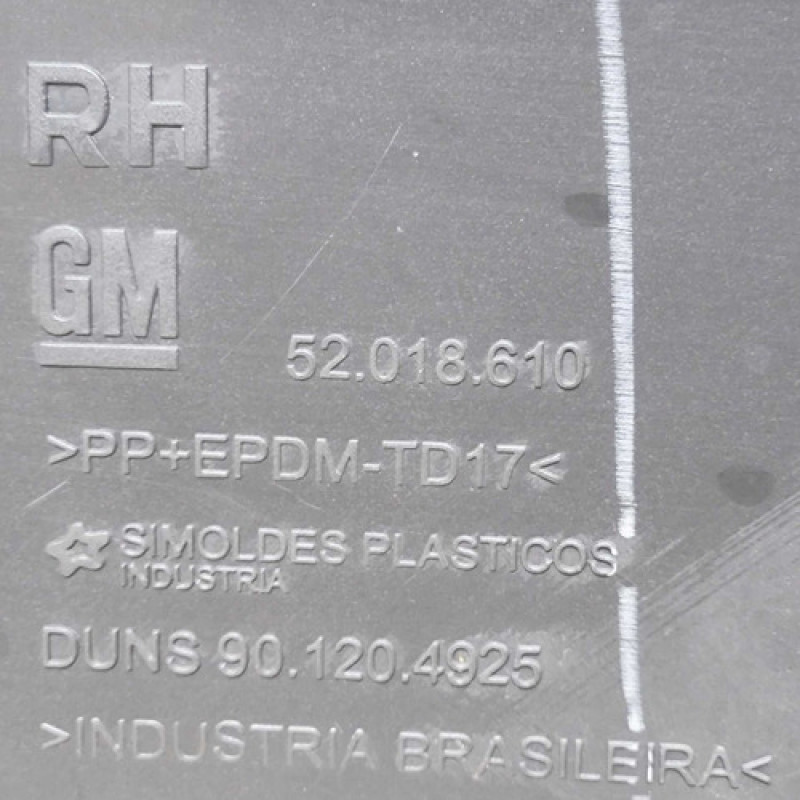 RH
GM
52.018.610
>PP+EPDM-TD17<
SIMOLDES PLASTICOS
INDUSTRIA
DUNS 90.120.4925
>INDUSTRIA BRASILEIRA<